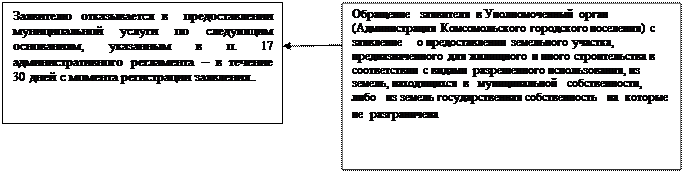 Заявителю отказывается в предоставлении
муниципальной услуги по следующим
основаниям, указанным в п. 17
административного регламента – в течение
30 дней с момента регистрации заявления..
Обращение заявителя в Уполномоченный орган
(Администрация Комсомольского городского поселения) с
заявление о предоставлении земельного участка,
предназначенного для жилищного и иного строительства в
соответствии с видами разрешенного использования, из
земель, находящихся в муниципальной собственности,
либо из земель государственная собственность на которые
не разграничена